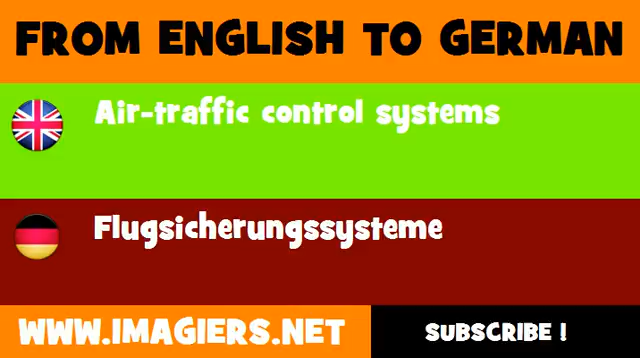 FROM ENGLISH TO GERMAN
Air-traffic control systems
Flugsicherungssysteme
WWW.IMAGIERS.NET
SUBSCRIBE !